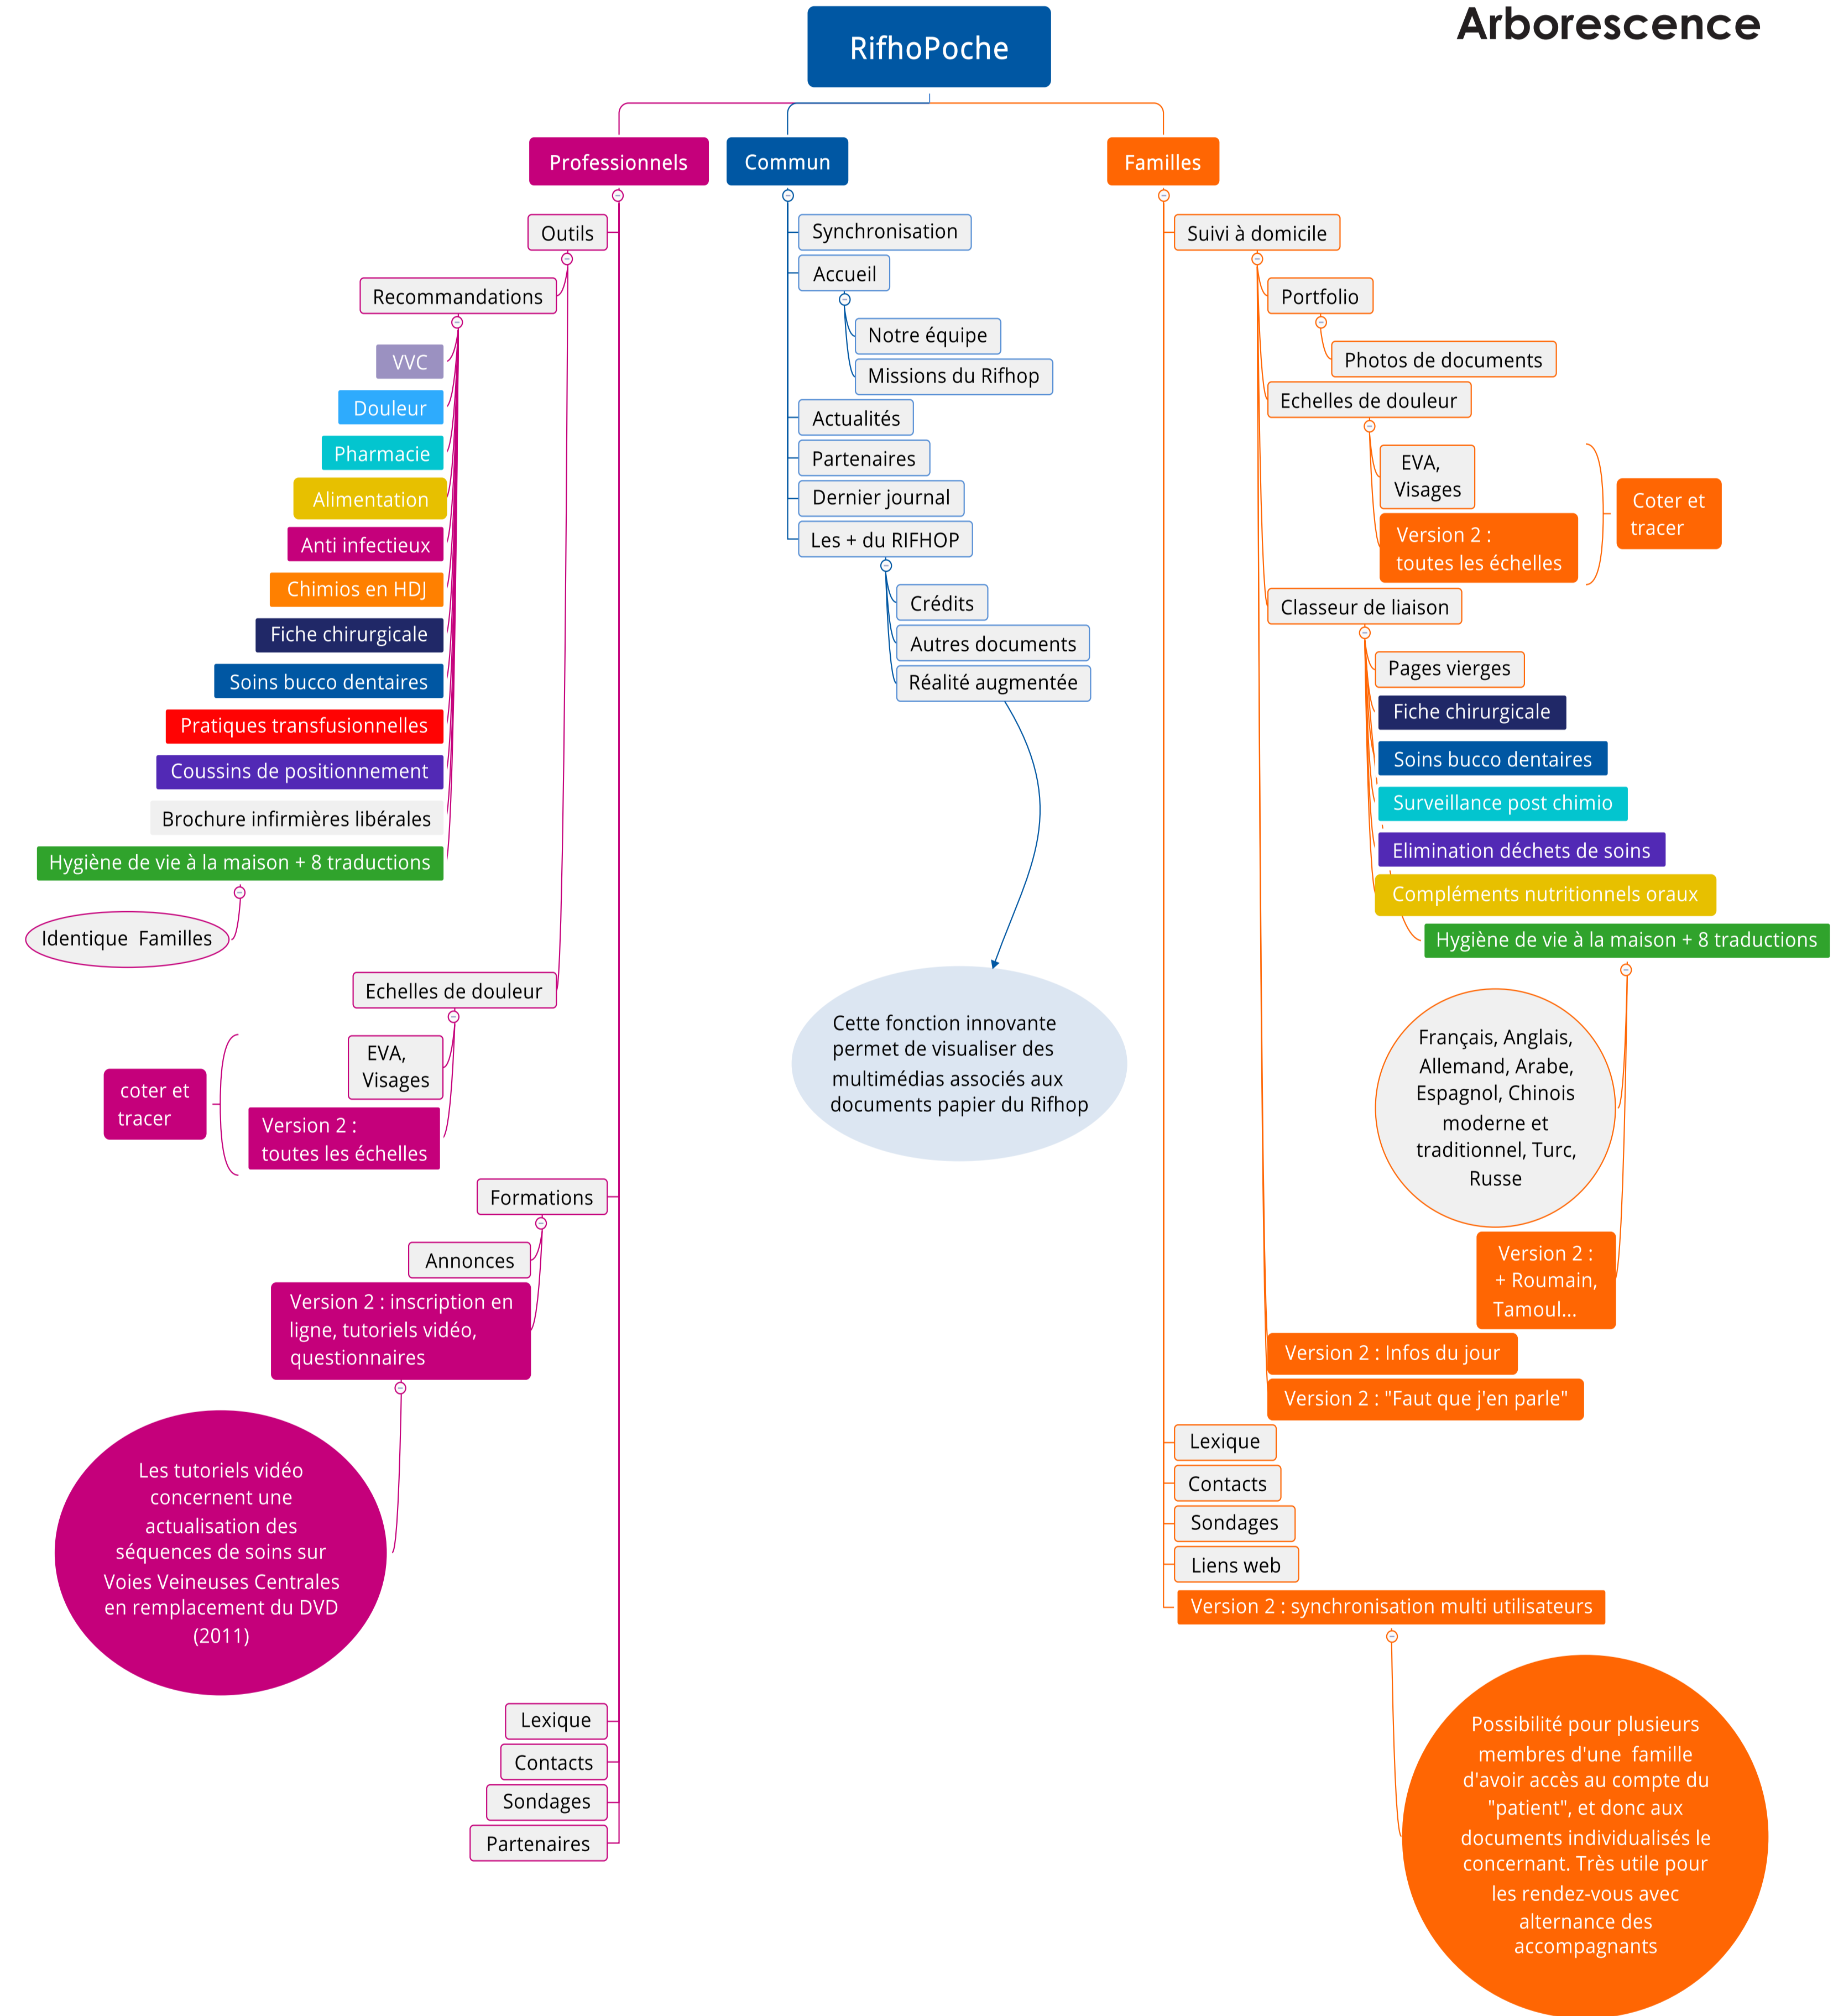 Arborescence
RifhoPoche
Professionnels
Outils
Recommandations
VVC
Douleur
Pharmacie
Alimentation
Anti infectieux
Chimios en HDJ
Fiche chirurgicale
Soins bucco dentaires
Pratiques transfusionnelles
Coussins de positionnement
Brochure infirmières libérales
Hygiène de vie à la maison + 8 traductions
Identique  Familles
Echelles de douleur
EVA,
Visages
Version 2 :
toutes les échelles
coter et
tracer
Formations
Annonces
Version 2 : inscription en
ligne, tutoriels vidéo,
questionnaires
Les tutoriels vidéo
concernent une
actualisation des
séquences de soins sur
Voies Veineuses Centrales
en remplacement du DVD
(2011)
Lexique
Contacts
Sondages
Partenaires
Commun
Synchronisation
Accueil
Notre équipe
Missions du Rifhop
Actualités
Partenaires
Dernier journal
Les + du RIFHOP
Crédits
Autres documents
Réalité augmentée
Cette fonction innovante
permet de visualiser des
multimédias associés aux
documents papier du Rifhop
Familles
Suivi à domicile
Portfolio
Photos de documents
Echelles de douleur
EVA,
Visages
Version 2 :
toutes les échelles
Coter et
tracer
Classeur de liaison
Pages vierges
Fiche chirurgicale
Soins bucco dentaires
Surveillance post chimio
Elimination déchets de soins
Compléments nutritionnels oraux
Hygiène de vie à la maison + 8 traductions
Français, Anglais,
Allemand, Arabe,
Espagnol, Chinois
moderne et
traditionnel, Turc,
Russe
Version 2 :
+ Roumain,
Tamoul...
Version 2 : Infos du jour
Version 2 : "Faut que j'en parle"
Lexique
Contacts
Sondages
Liens web
Version 2 : synchronisation multi utilisateurs
Possibilité pour plusieurs
membres d'une  famille
d'avoir accès au compte du
"patient", et donc aux
documents individualisés le
concernant. Très utile pour
les rendez-vous avec
alternance des
accompagnants